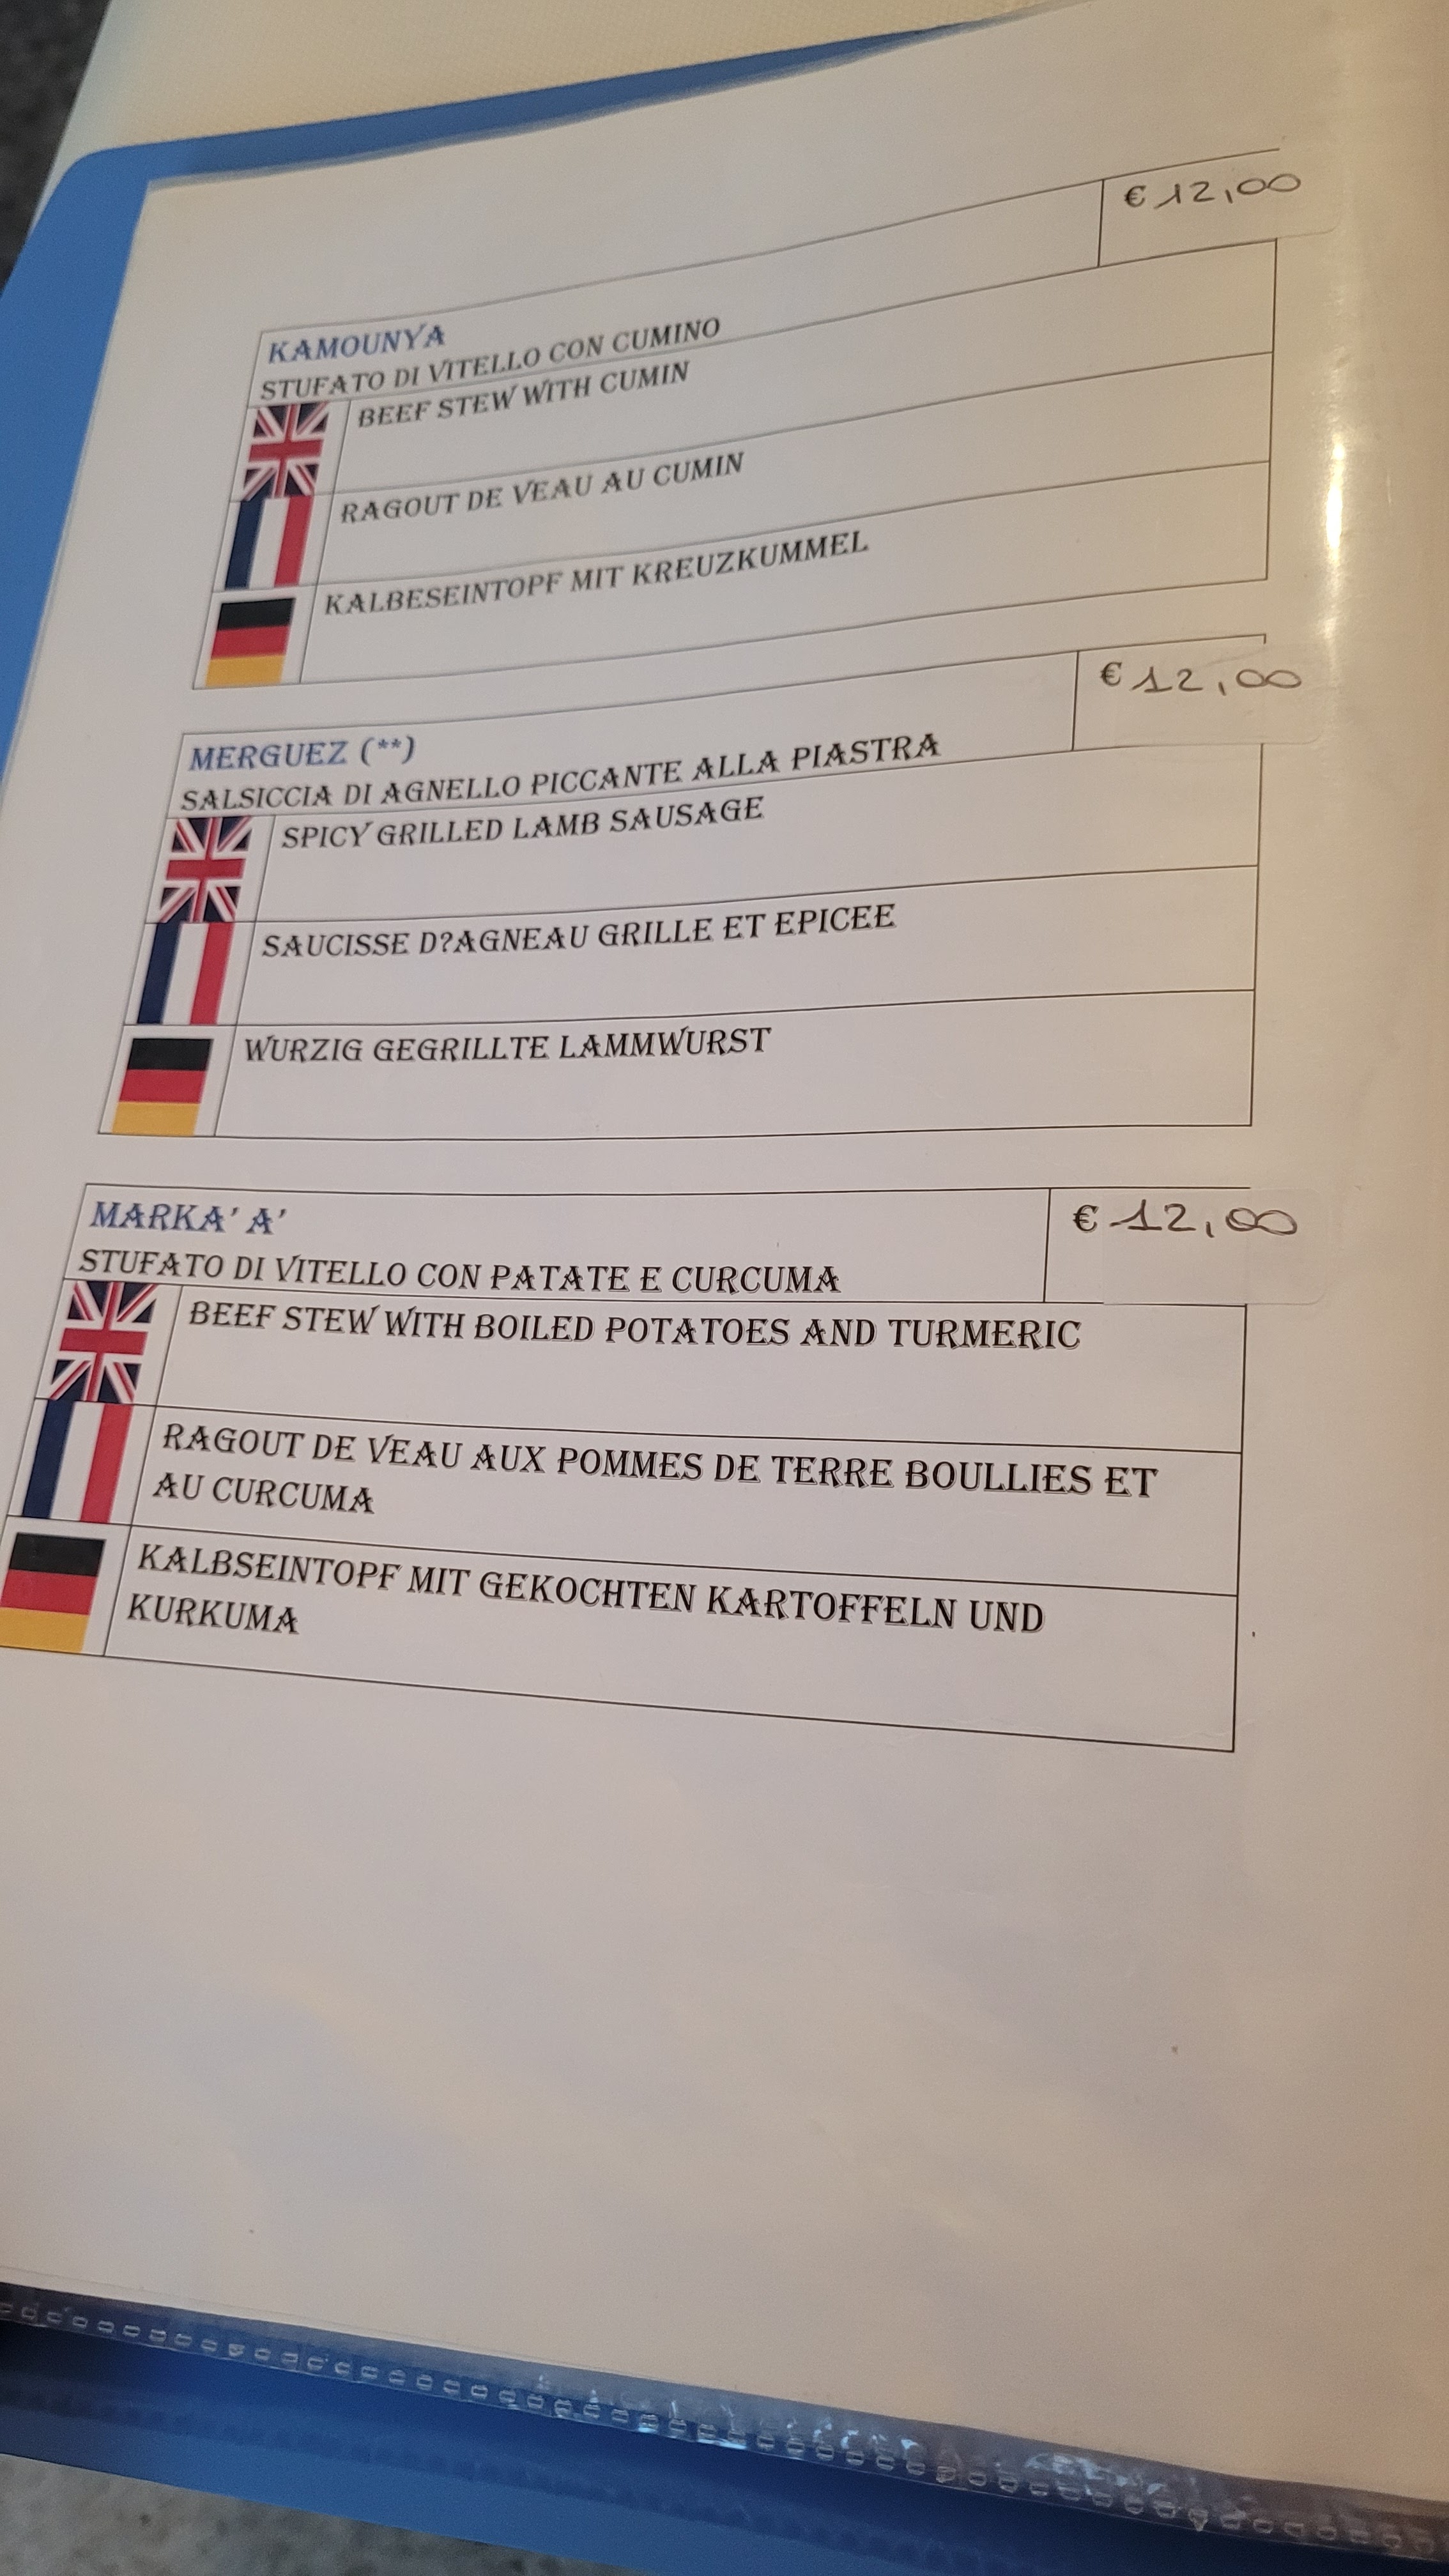 € 12,00
KAMOUNYA
STUFATO DI VITELLO CON CUMINO
BEEF STEW WITH CUMIN
RAGOUT DE VEAU AU CUMIN
KALBESEINTOPF MIT KREUZKUMMEL
€ 12,00
MERGUEZ (**)
SALSICCIA DI AGNELLO PICCANTE ALLA PIASTRA
SPICY GRILLED LAMB SAUSAGE
SAUCISSE D?AGNEAU GRILLE ET EPICEE
WURZIG GEGRILLTE LAMMWURST
€ 12,00
MARKA' A'
STUFATO DI VITELLO CON PATATE E CURCUMA
BEEF STEW WITH BOILED POTATOES AND TURMERIC
RAGOUT DE VEAU AUX POMMES DE TERRE BOULLIES ET
AU CURCUMA
KALBSEINTOPF MIT GEKOCHTEN KARTOFFELN UND
KURKUMA